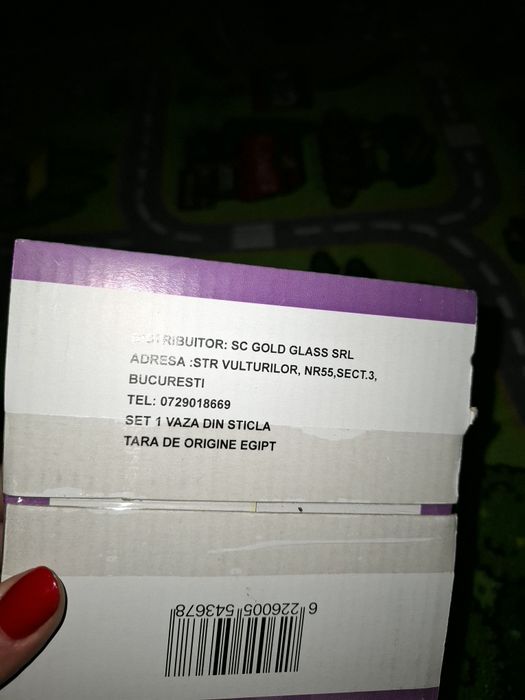 DISTRIBUITOR: SC GOLD GLASS SRL
ADRESA :STR VULTURILOR, NR55,SECT.3,
BUCURESTI
TEL: 0729018669
SET 1 VAZA DIN STICLA
TARA DE ORIGINE EGIPT
6 226005 543678